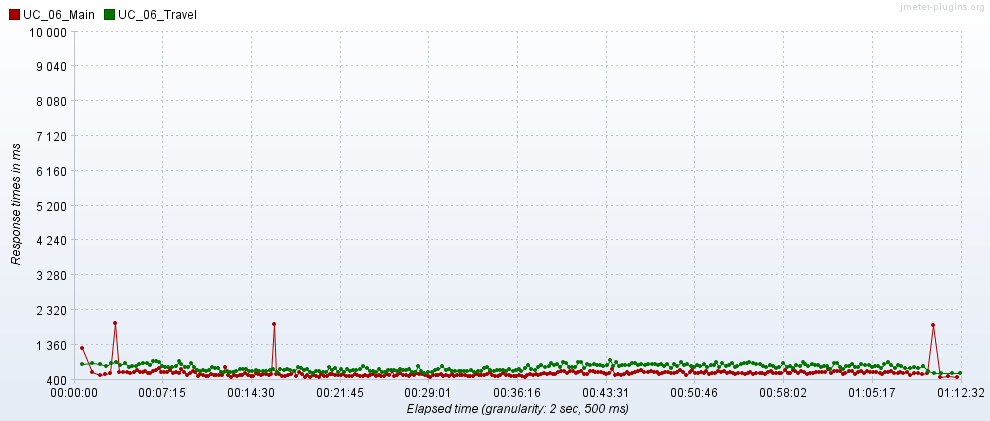 jmeter-plugins.org
UC_06_Main UC_06_Travel
10 000
9 040
8 080
7 120
6 160
5 200
4 240
3 280
2 320
1 360
400
Response times in ms
00:00:00 00:07:15 00:14:30 00:21:45 00:29:01 00:36:16 00:43:31 00:50:46 00:58:02 01:05:17 01:12:32
Elapsed time (granularity: 2 sec, 500 ms)